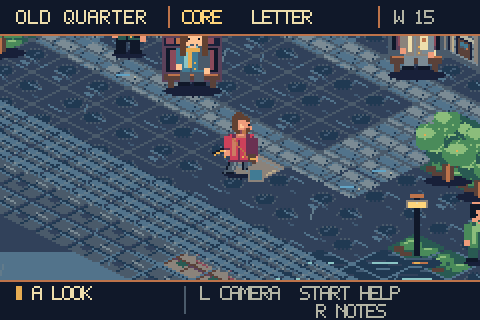 OLD QUARTER CORE LETTER W 15
A LOOK L CAMERA START HELP
R NOTES